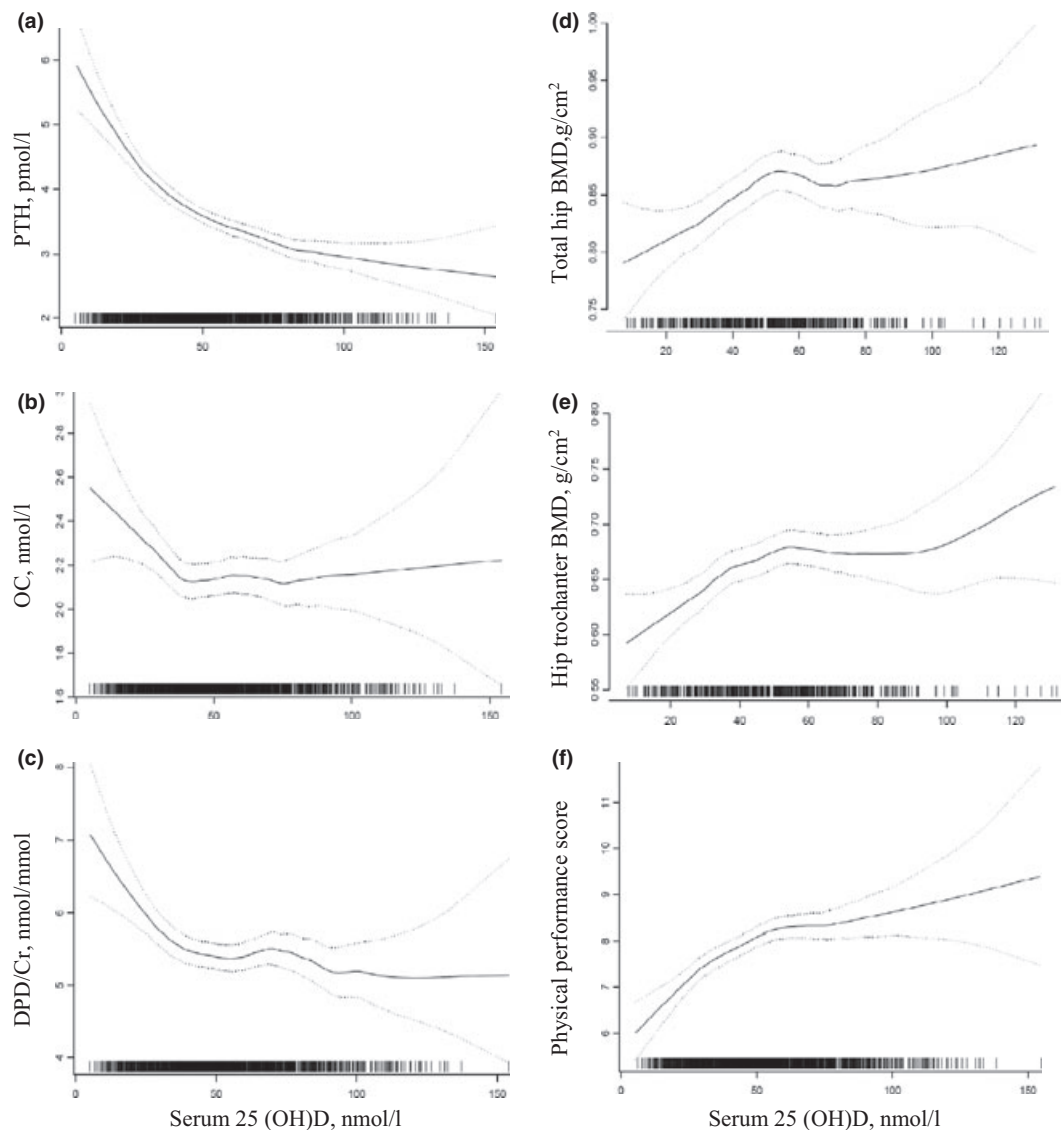 (a)
PTH, pmol/l
6
5
4
3
2
0 50 100 150
(b)
OC, nmol/l
2·8
2·6
2·4
2·2
2·0
1·8
1·6
0 50 100 150
(c)
DPD/Cr, nmol/mmol
8
7
6
5
4
0 50 100 150
Serum 25 (OH)D, nmol/l
(d)
Total hip BMD,g/cm²
1·00
0·95
0·90
0·85
0·80
0·75
20 40 60 80 100 120
(e)
Hip trochanter BMD, g/cm²
0·80
0·75
0·70
0·65
0·60
0·55
20 40 60 80 100 120
(f)
Physical performance score
11
10
9
8
7
6
0 50 100 150
Serum 25 (OH)D, nmol/l